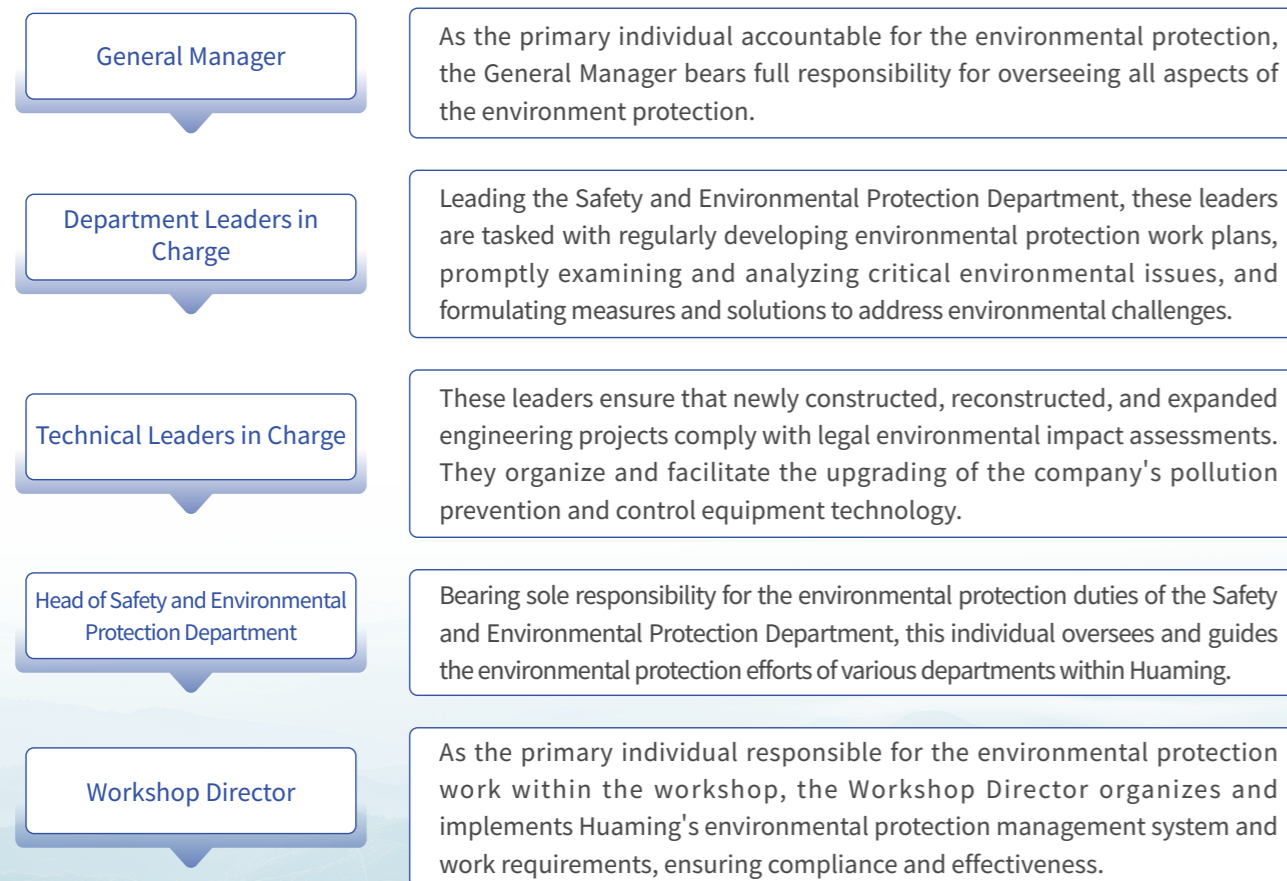 General Manager
As the primary individual accountable for the environmental protection,
the General Manager bears full responsibility for overseeing all aspects of
the environment protection.
Department Leaders in
Charge
Leading the Safety and Environmental Protection Department, these leaders
are tasked with regularly developing environmental protection work plans,
promptly examining and analyzing critical environmental issues, and
formulating measures and solutions to address environmental challenges.
Technical Leaders in Charge
These leaders ensure that newly constructed, reconstructed, and expanded
engineering projects comply with legal environmental impact assessments.
They organize and facilitate the upgrading of the company's pollution
prevention and control equipment technology.
Head of Safety and Environmental
Protection Department
Bearing sole responsibility for the environmental protection duties of the Safety
and Environmental Protection Department, this individual oversees and guides
the environmental protection efforts of various departments within Huaming.
Workshop Director
As the primary individual responsible for the environmental protection
work within the workshop, the Workshop Director organizes and
implements Huaming's environmental protection management system and
work requirements, ensuring compliance and effectiveness.